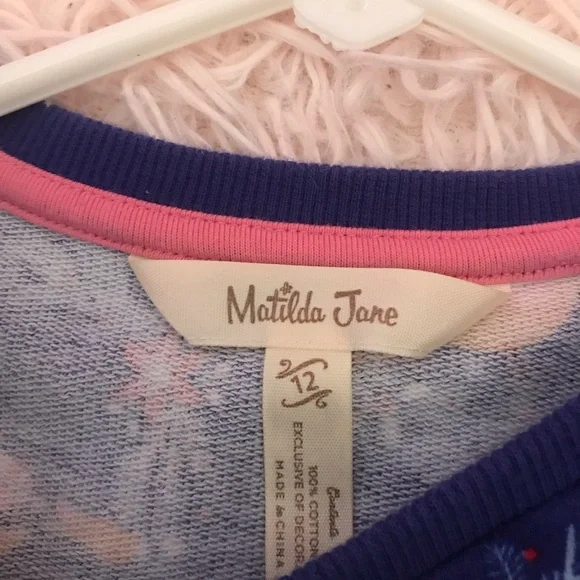 Matilda Jane
12
Contents
100% COTTON
EXCLUSIVE OF DECOR
MADE in CHINA